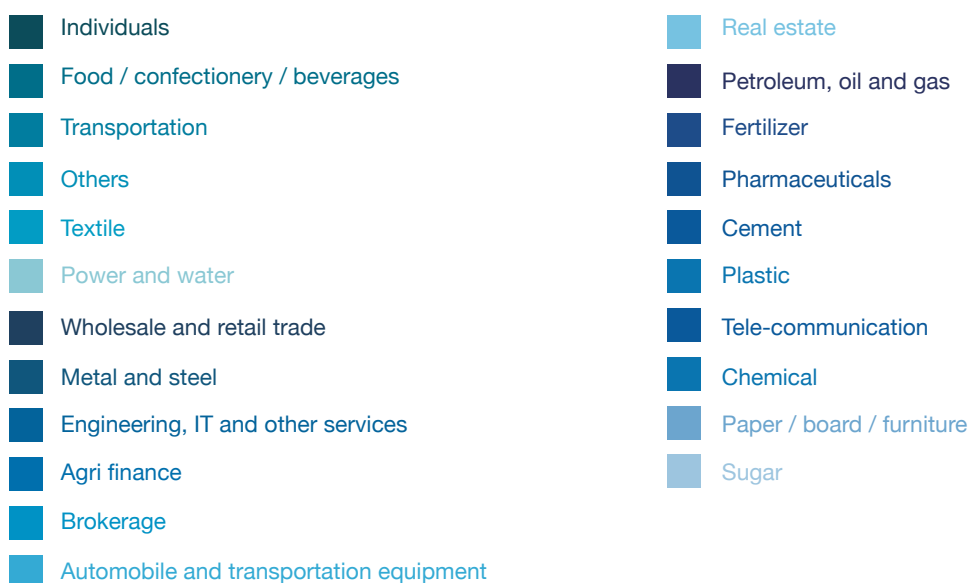 Individuals
Food / confectionery / beverages
Transportation
Others
Textile
Power and water
Wholesale and retail trade
Metal and steel
Engineering, IT and other services
Agri finance
Brokerage
Automobile and transportation equipment
Real estate
Petroleum, oil and gas
Fertilizer
Pharmaceuticals
Cement
Plastic
Tele-communication
Chemical
Paper / board / furniture
Sugar